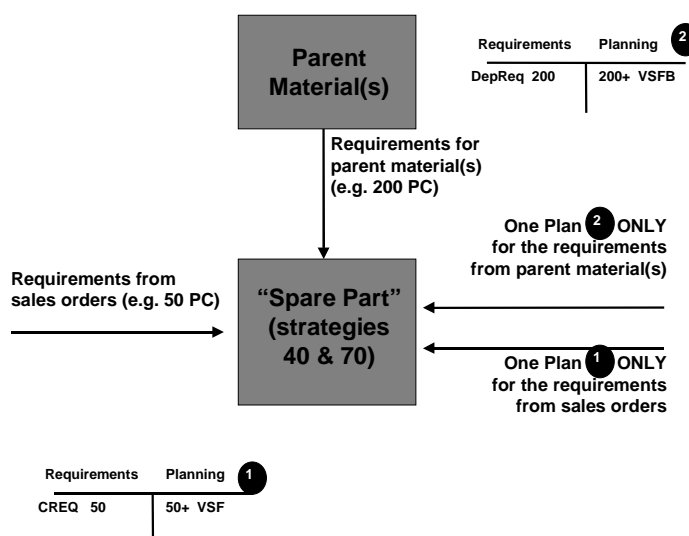 Parent
Material(s)
2
Requirements Planning
DepReq 200 200+ VSFB
Requirements for
parent material(s)
(e.g. 200 PC)
One Plan 2 ONLY
for the requirements
from parent material(s)
Requirements from
sales orders (e.g. 50 PC)
“Spare Part”
(strategies
40 & 70)
One Plan 1 ONLY
for the requirements
from sales orders
Requirements Planning 1
CREQ 50 50+ VSF